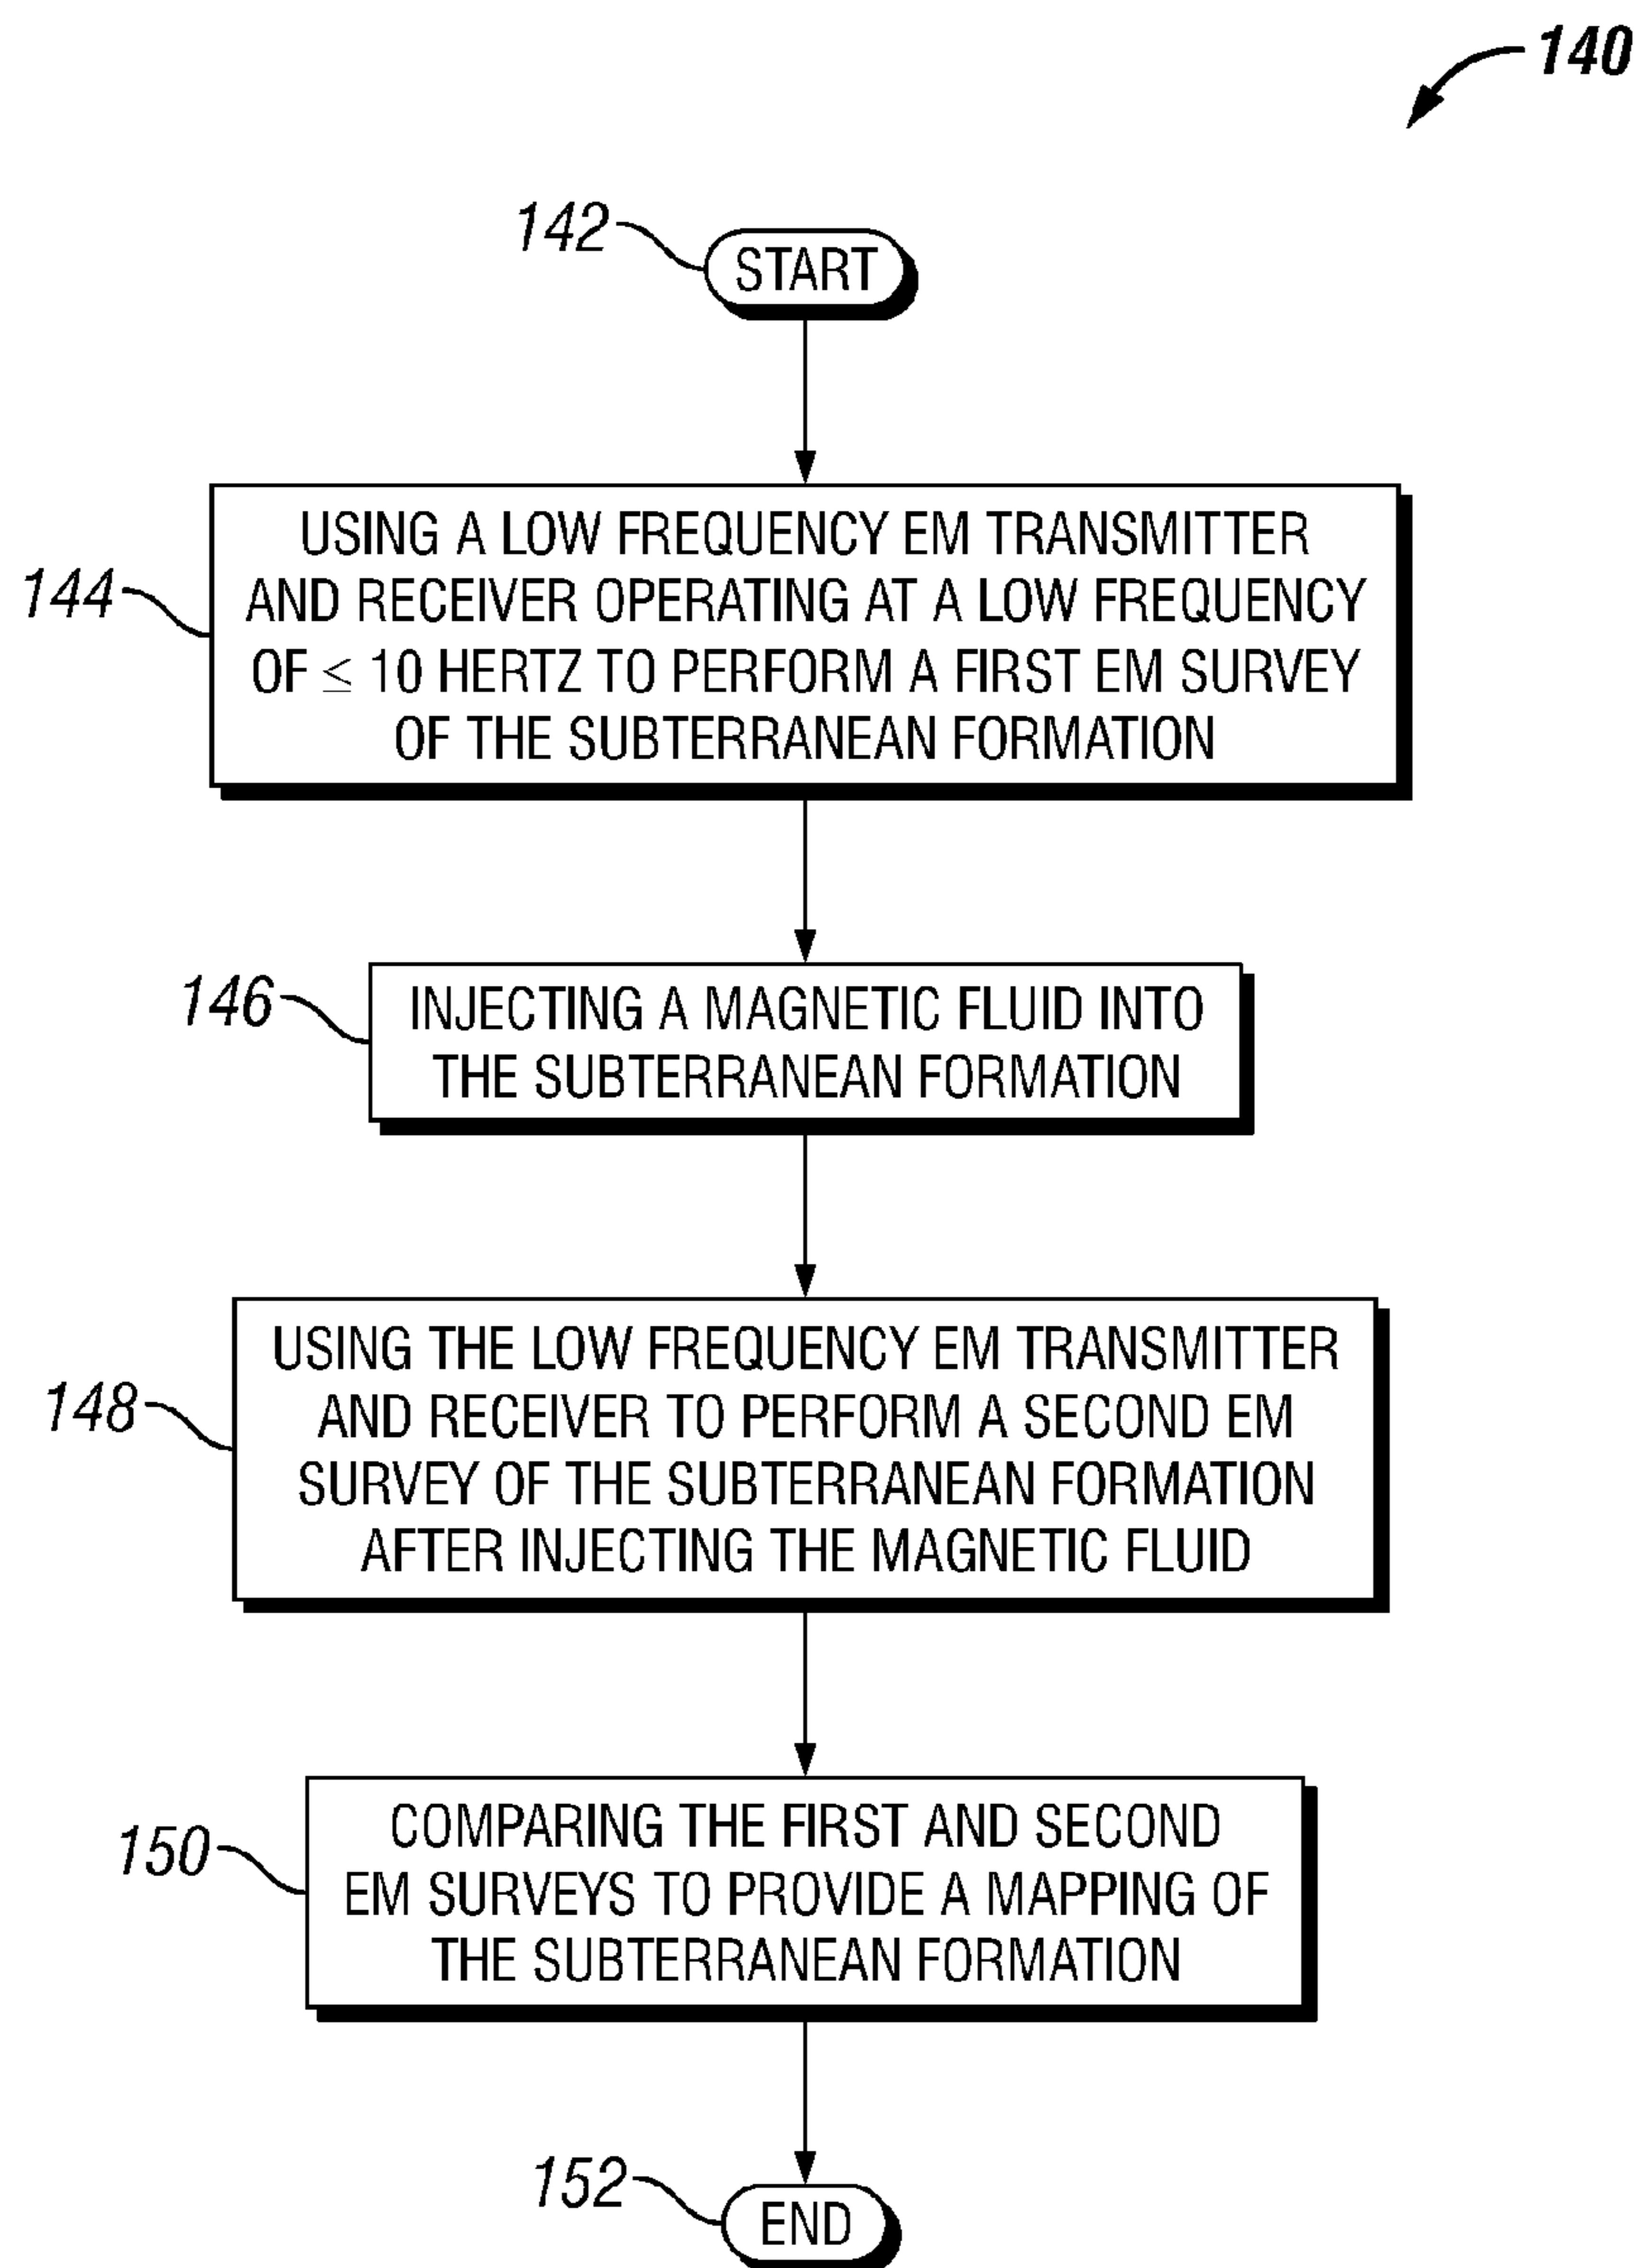 140
142
START
144
USING A LOW FREQUENCY EM TRANSMITTER
AND RECEIVER OPERATING AT A LOW FREQUENCY
OF ≤ 10 HERTZ TO PERFORM A FIRST EM SURVEY
OF THE SUBTERRANEAN FORMATION
146
INJECTING A MAGNETIC FLUID INTO
THE SUBTERRANEAN FORMATION
148
USING THE LOW FREQUENCY EM TRANSMITTER
AND RECEIVER TO PERFORM A SECOND EM
SURVEY OF THE SUBTERRANEAN FORMATION
AFTER INJECTING THE MAGNETIC FLUID
150
COMPARING THE FIRST AND SECOND
EM SURVEYS TO PROVIDE A MAPPING OF
THE SUBTERRANEAN FORMATION
152
END